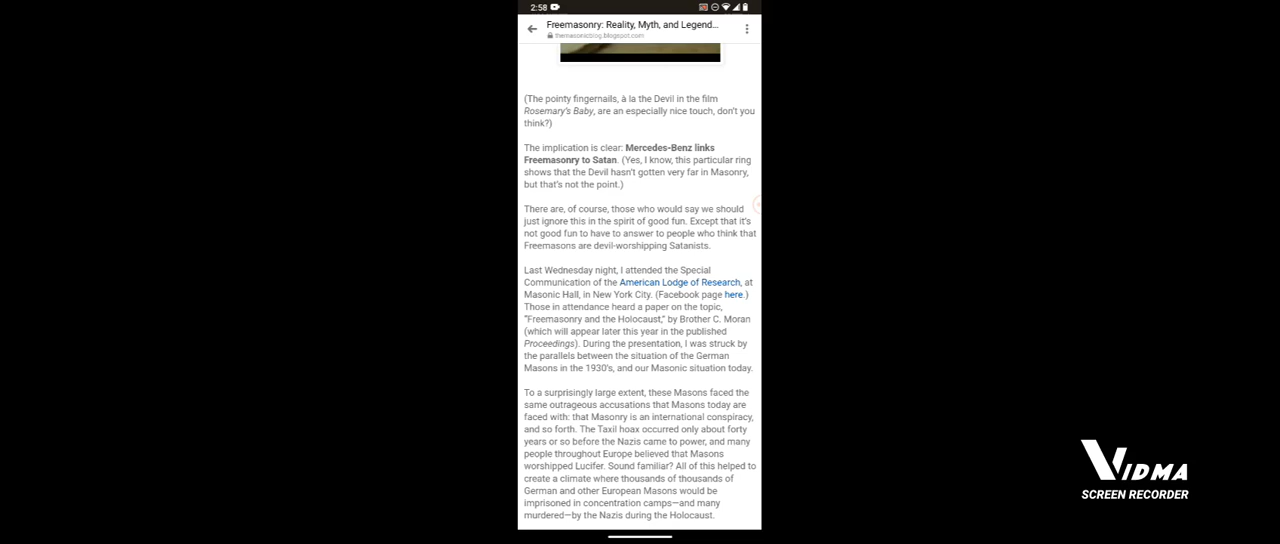 2:58
Freemasonry: Reality, Myth, and Legend...
themasonicblog.blogspot.com
(The pointy fingernails, à la the Devil in the film
Rosemary's Baby, are an especially nice touch, don't you
think?)
The implication is clear: Mercedes-Benz links
Freemasonry to Satan. (Yes, I know, this particular ring
shows that the Devil hasn't gotten very far in Masonry,
but that's not the point.)
There are, of course, those who would say we should
just ignore this in the spirit of good fun. Except that it's
not good fun to have to answer to people who think that
Freemasons are devil-worshipping Satanists.
Last Wednesday night, I attended the Special
Communication of the American Lodge of Research, at
Masonic Hall, in New York City. (Facebook page here.)
Those in attendance heard a paper on the topic,
"Freemasonry and the Holocaust," by Brother C. Moran
(which will appear later this year in the published
Proceedings). During the presentation, I was struck by
the parallels between the situation of the German
Masons in the 1930's, and our Masonic situation today.
To a surprisingly large extent, these Masons faced the
same outrageous accusations that Masons today are
faced with: that Masonry is an international conspiracy,
and so forth. The Taxil hoax occurred only about forty
years or so before the Nazis came to power, and many
people throughout Europe believed that Masons
worshipped Lucifer. Sound familiar? All of this helped to
create a climate where thousands of thousands of
German and other European Masons would be
imprisoned in concentration camps—and many
murdered—by the Nazis during the Holocaust.
VIDMA
SCREEN RECORDER